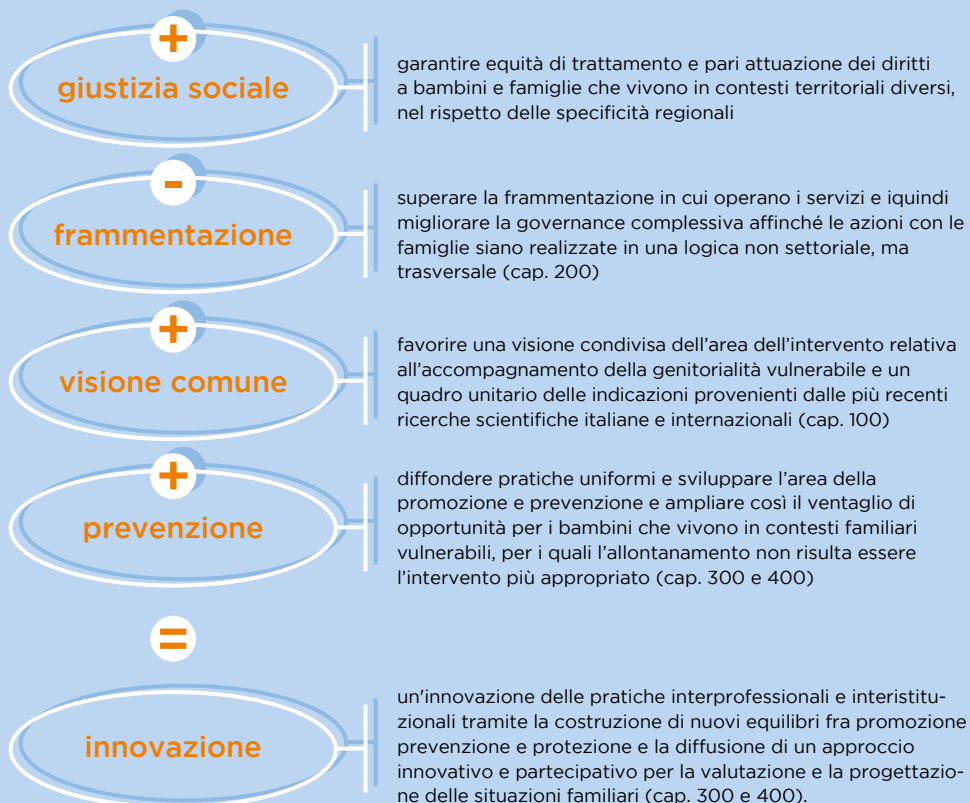 +
giustizia sociale
garantire equità di trattamento e pari attuazione dei diritti
a bambini e famiglie che vivono in contesti territoriali diversi,
nel rispetto delle specificità regionali
-
frammentazione
superare la frammentazione in cui operano i servizi e iquindi
migliorare la governance complessiva affinché le azioni con le
famiglie siano realizzate in una logica non settoriale, ma
trasversale (cap. 200)
+
visione comune
favorire una visione condivisa dell’area dell’intervento relativa
all’accompagnamento della genitorialità vulnerabile e un
quadro unitario delle indicazioni provenienti dalle più recenti
ricerche scientifiche italiane e internazionali (cap. 100)
+
prevenzione
diffondere pratiche uniformi e sviluppare l’area della
promozione e prevenzione e ampliare così il ventaglio di
opportunità per i bambini che vivono in contesti familiari
vulnerabili, per i quali l’allontanamento non risulta essere
l’intervento più appropriato (cap. 300 e 400)
=
innovazione
un'innovazione delle pratiche interprofessionali e interistitu-
zionali tramite la costruzione di nuovi equilibri fra promozione
prevenzione e protezione e la diffusione di un approccio
innovativo e partecipativo per la valutazione e la progettazio-
ne delle situazioni familiari (cap. 300 e 400).